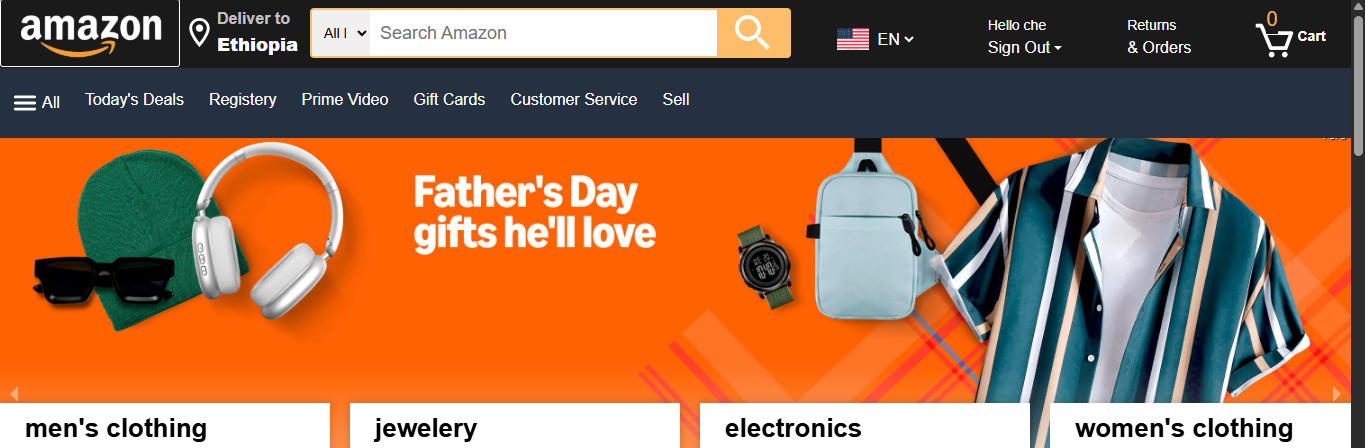 amazon
Deliver to
Ethiopia
All
Search Amazon
EN
Hello che
Sign Out
Returns
& Orders
0
Cart
All
Today's Deals
Registery
Prime Video
Gift Cards
Customer Service
Sell
Father's Day
gifts he'll love
men's clothing
jewelery
electronics
women's clothing